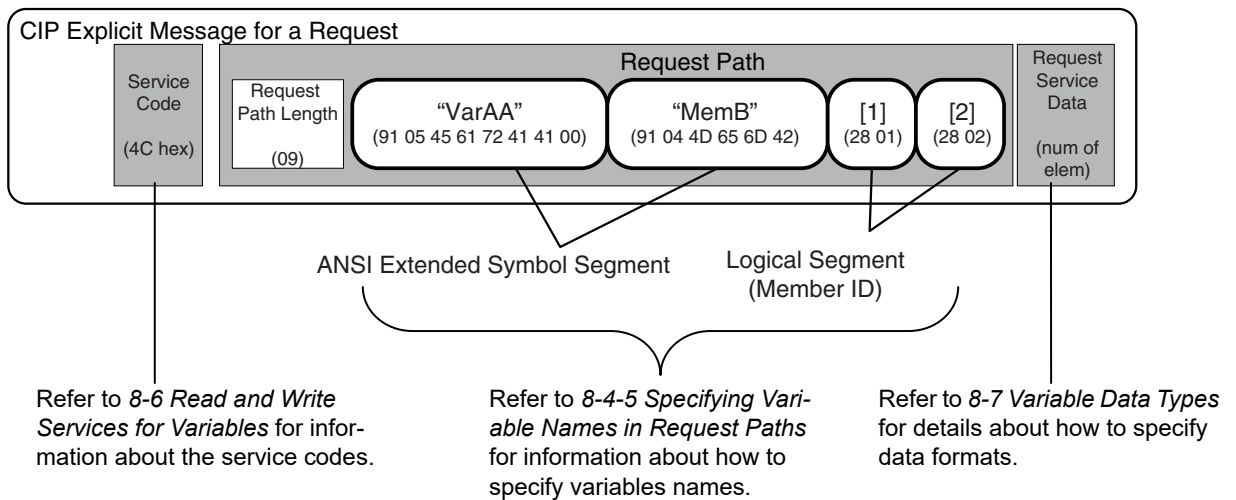 CIP Explicit Message for a Request
Service
Code
(4C hex)
Request Path
Request
Path Length
(09)
“VarAA”
(91 05 45 61 72 41 41 00)
“MemB”
(91 04 4D 65 6D 42)
[1]
(28 01)
[2]
(28 02)
Request
Service
Data
(num of
elem)
ANSI Extended Symbol Segment
Logical Segment
(Member ID)
Refer to 8-6 Read and Write
Services for Variables for infor-
mation about the service codes.
Refer to 8-4-5 Specifying Vari-
able Names in Request Paths
for information about how to
specify variables names.
Refer to 8-7 Variable Data Types
for details about how to specify
data formats.